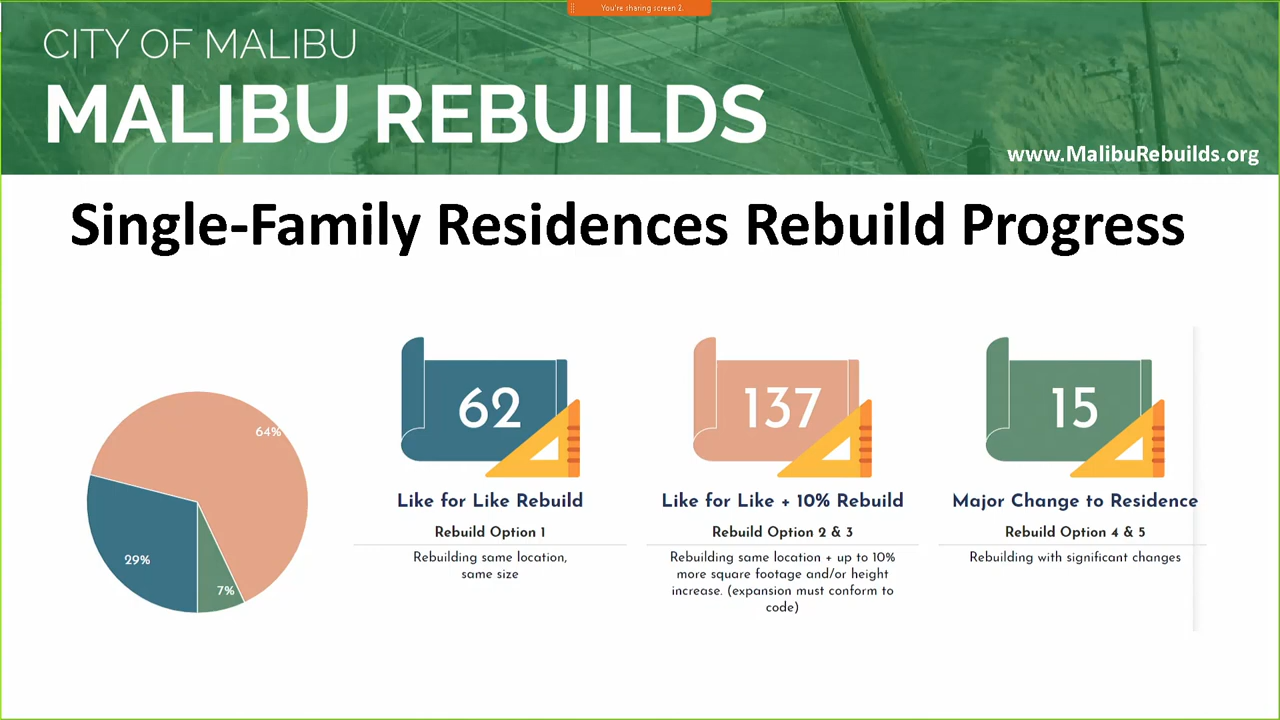 You're sharing screen 2.
CITY OF MALIBU
MALIBU REBUILDS
www.MalibuRebuilds.org
Single-Family Residences Rebuild Progress
64%
29%
7%
62
Like for Like Rebuild
Rebuild Option 1
Rebuilding same location,
same size
137
Like for Like + 10% Rebuild
Rebuild Option 2 & 3
Rebuilding same location + up to 10%
more square footage and/or height
increase. (expansion must conform to
code)
15
Major Change to Residence
Rebuild Option 4 & 5
Rebuilding with significant changes